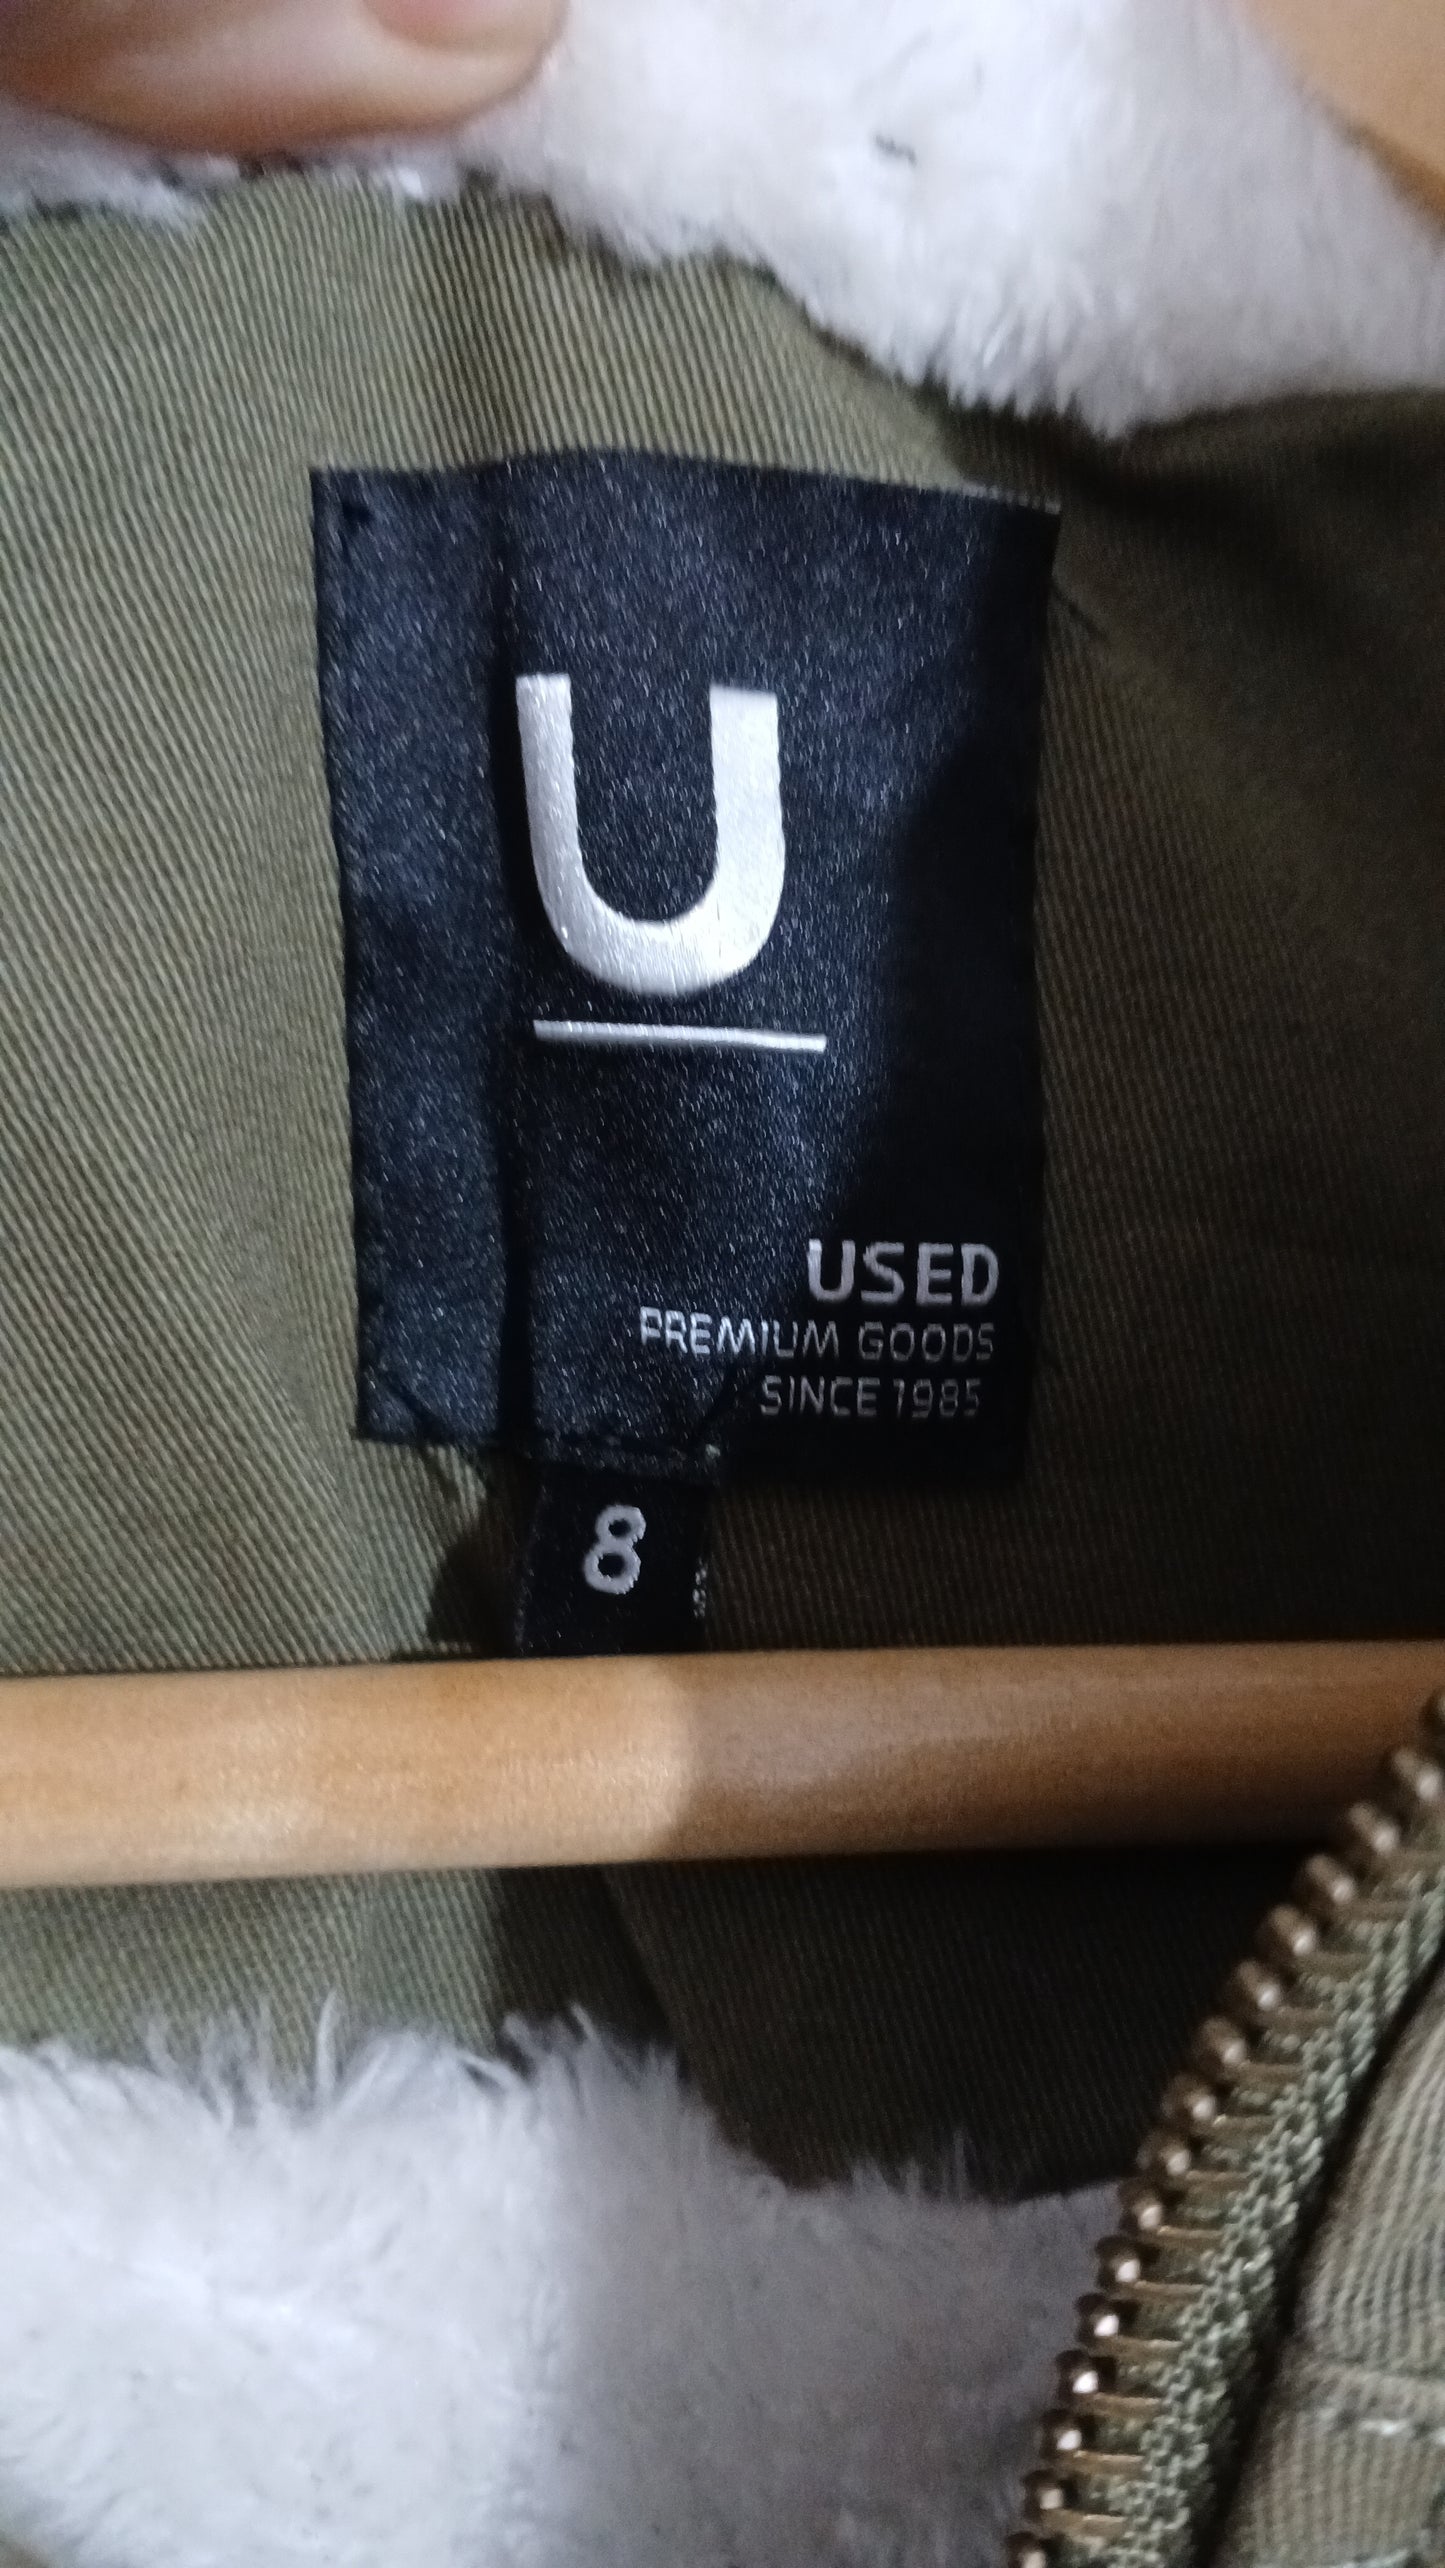 U
USED
PREMIUM GOODS
SINCE 1985
8